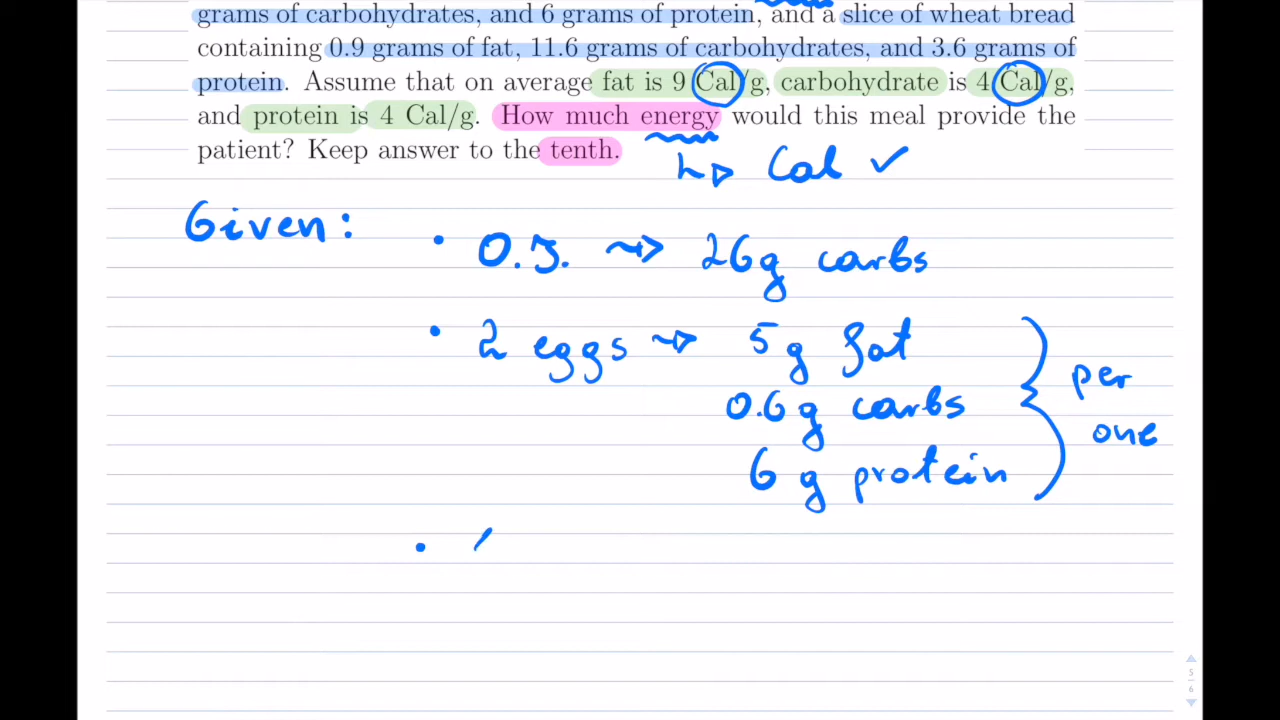 grams of carbohydrates, and 6 grams of protein, and a slice of wheat bread
containing 0.9 grams of fat, 11.6 grams of carbohydrates, and 3.6 grams of
protein. Assume that on average fat is 9 Cal/g, carbohydrate is 4 Cal/g,
and protein is 4 Cal/g. How much energy would this meal provide the
patient? Keep answer to the tenth.
Cal ✓
Given:
• O.J. → 26g carbs
• 2 eggs → 5g fat
0.6g carbs
6 g protein
per
one
•
5
6